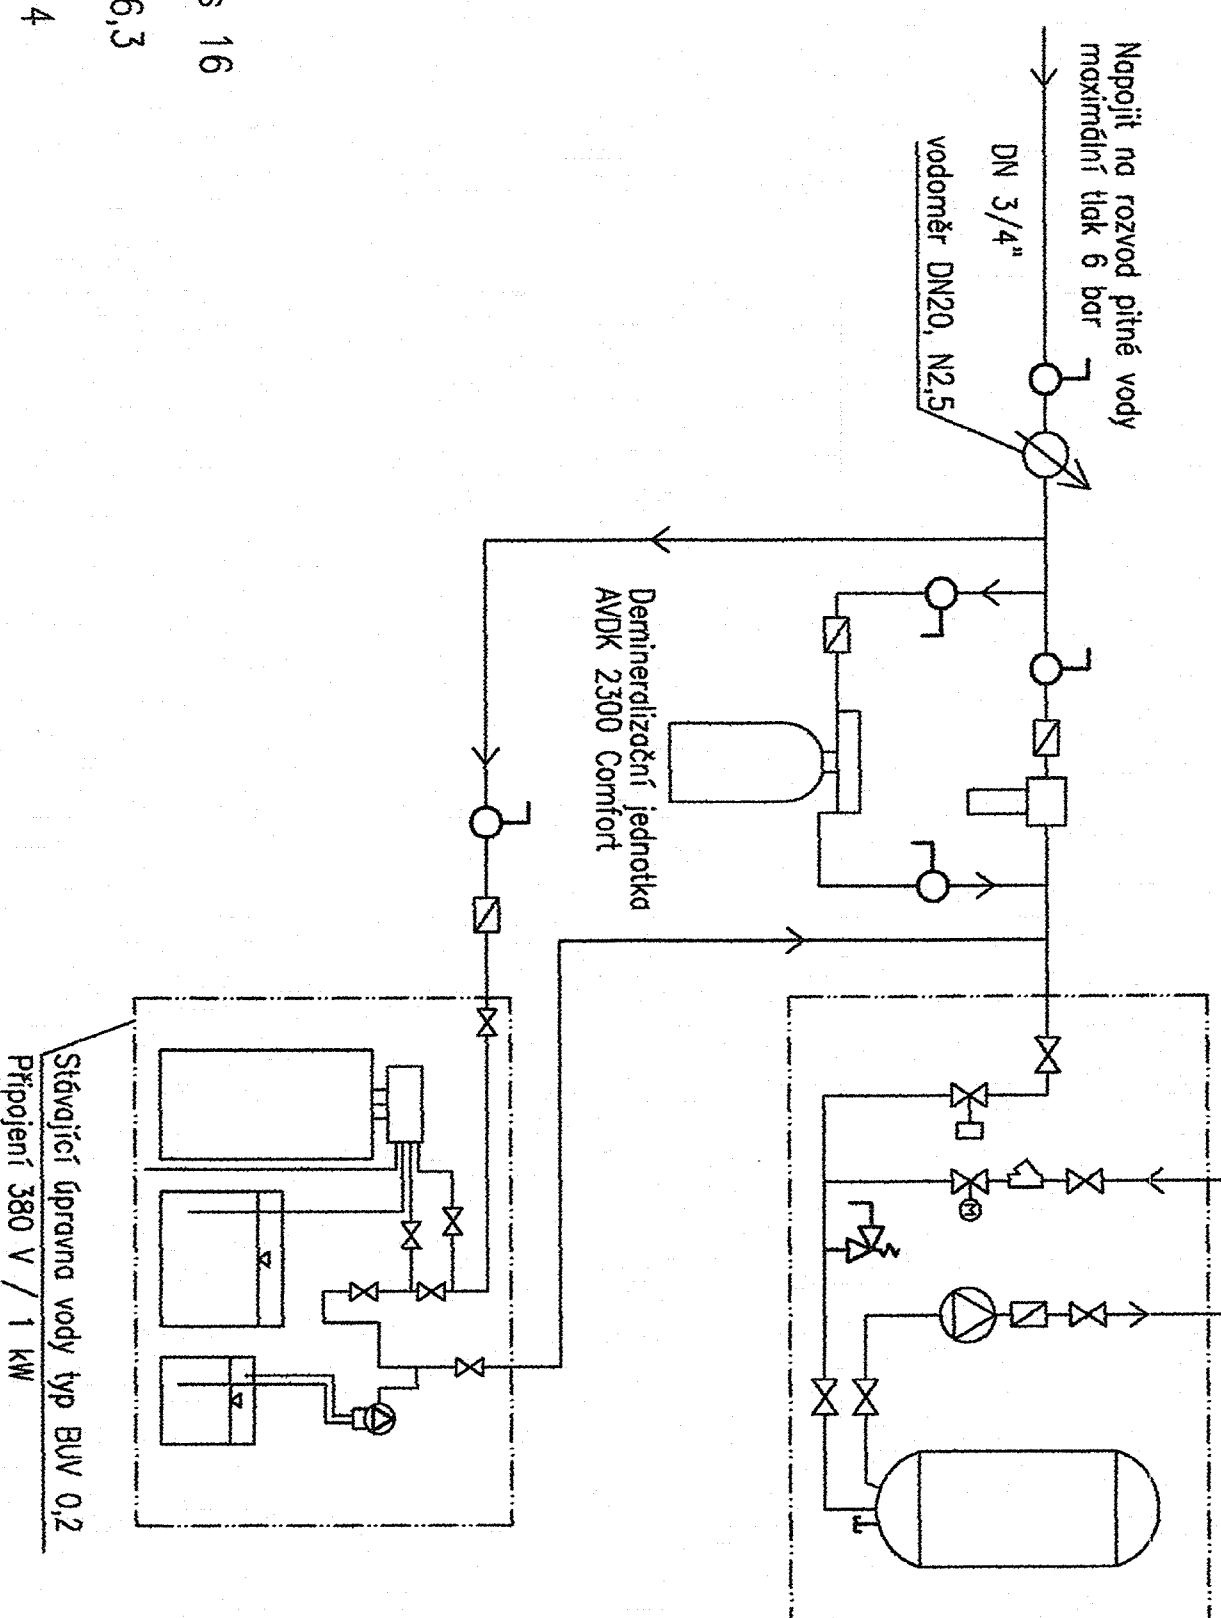 Napojit na rozvod pitné vody
maximální tlak 6 bar
DN 3/4"
vodoměr DN20, N2,5
Demineralizační jednotka
AVDK 2300 Comfort
M
Stávající úpravna vody typ BUV 0,2
Připojení 380 V / 1 kW
16
6,3
4